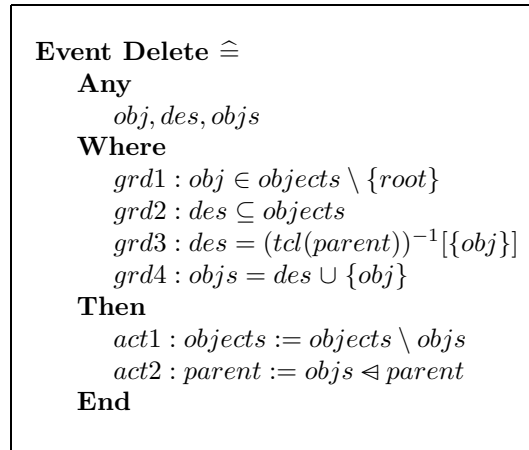 Event Delete ≙
Any
obj, des, objs
Where
grd1 : obj ∈ objects \ {root}
grd2 : des ⊆ objects
grd3 : des = (tcl(parent))⁻¹[{obj}]
grd4 : objs = des ∪ {obj}
Then
act1 : objects := objects \ objs
act2 : parent := objs ⩤ parent
End